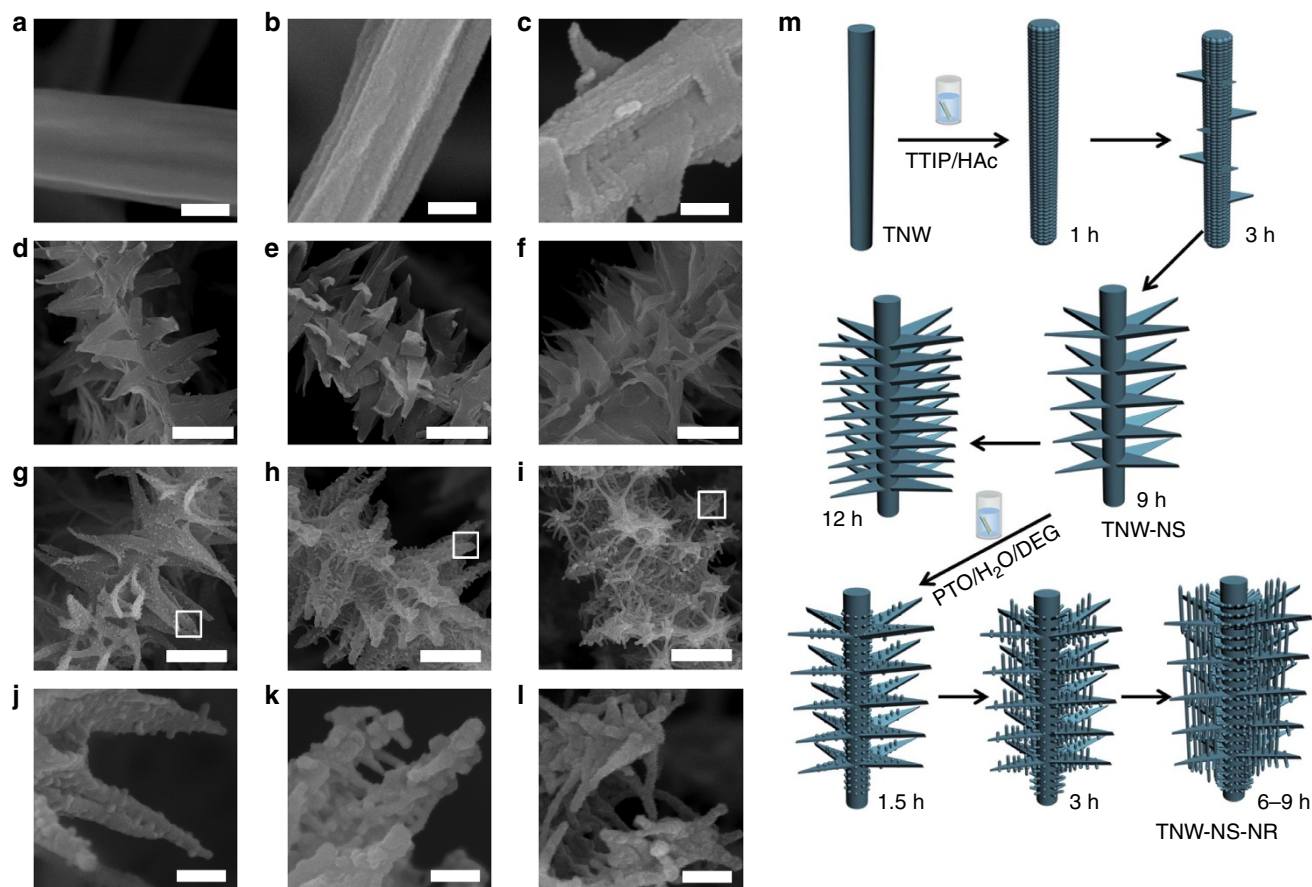 a
b
c
m
TTIP/HAc
TNW
1 h
3 h
d
e
f
g
h
i
12 h
9 h
TNW-NS
PTO/H₂O/DEG
j
k
l
1.5 h
3 h
6–9 h
TNW-NS-NR